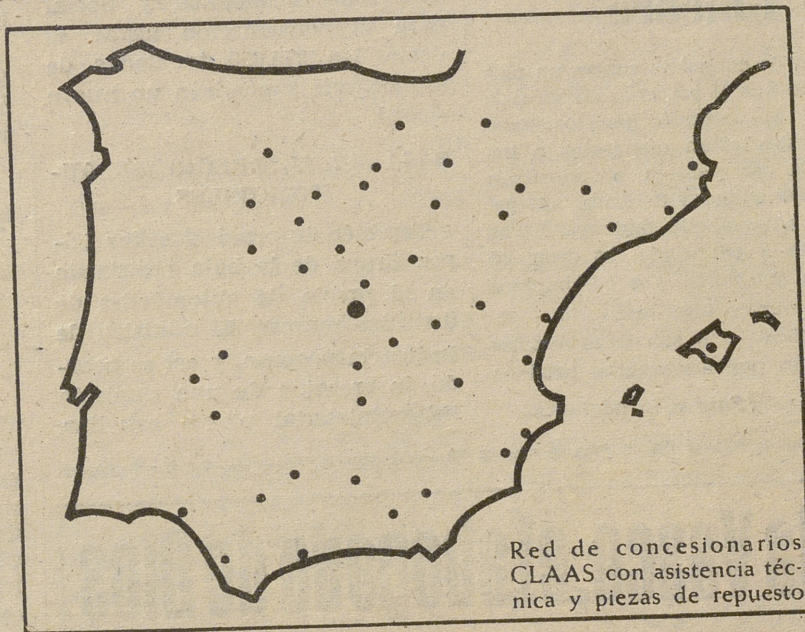 Red de concesionarios
CLAAS con asistencia téc-
nica y piezas de repuesto